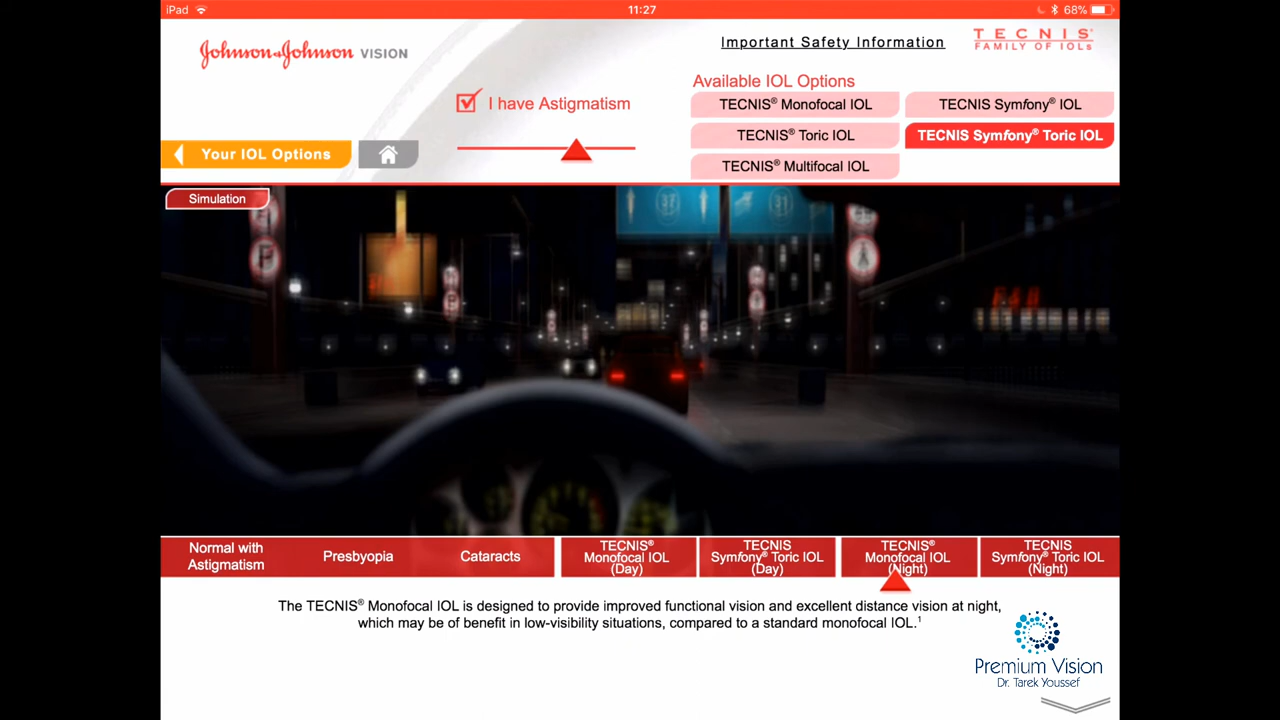 iPad
11:27
68%
Johnson & Johnson VISION
Important Safety Information
TECNIS®
FAMILY OF IOLs
I have Astigmatism
Available IOL Options
TECNIS® Monofocal IOL
TECNIS Symfony® IOL
TECNIS® Toric IOL
TECNIS Symfony® Toric IOL
TECNIS® Multifocal IOL
Your IOL Options
Simulation
P
P
Normal with
Astigmatism
Presbyopia
Cataracts
TECNIS®
Monofocal IOL
(Day)
TECNIS
Symfony® Toric IOL
(Day)
TECNIS®
Monofocal IOL
(Night)
TECNIS
Symfony® Toric IOL
(Night)
The TECNIS® Monofocal IOL is designed to provide improved functional vision and excellent distance vision at night,
which may be of benefit in low-visibility situations, compared to a standard monofocal IOL.¹
Premium Vision
Dr. Tarek Youssef